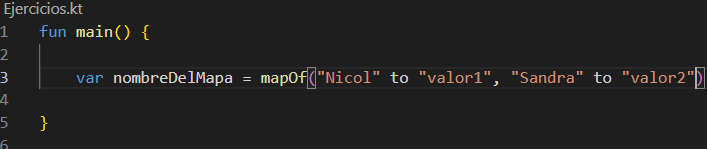 Ejercicios.kt
1 fun main() {
2
3 var nombreDelMapa = mapOf("Nicol" to "valor1", "Sandra" to "valor2")
4
5 }
6